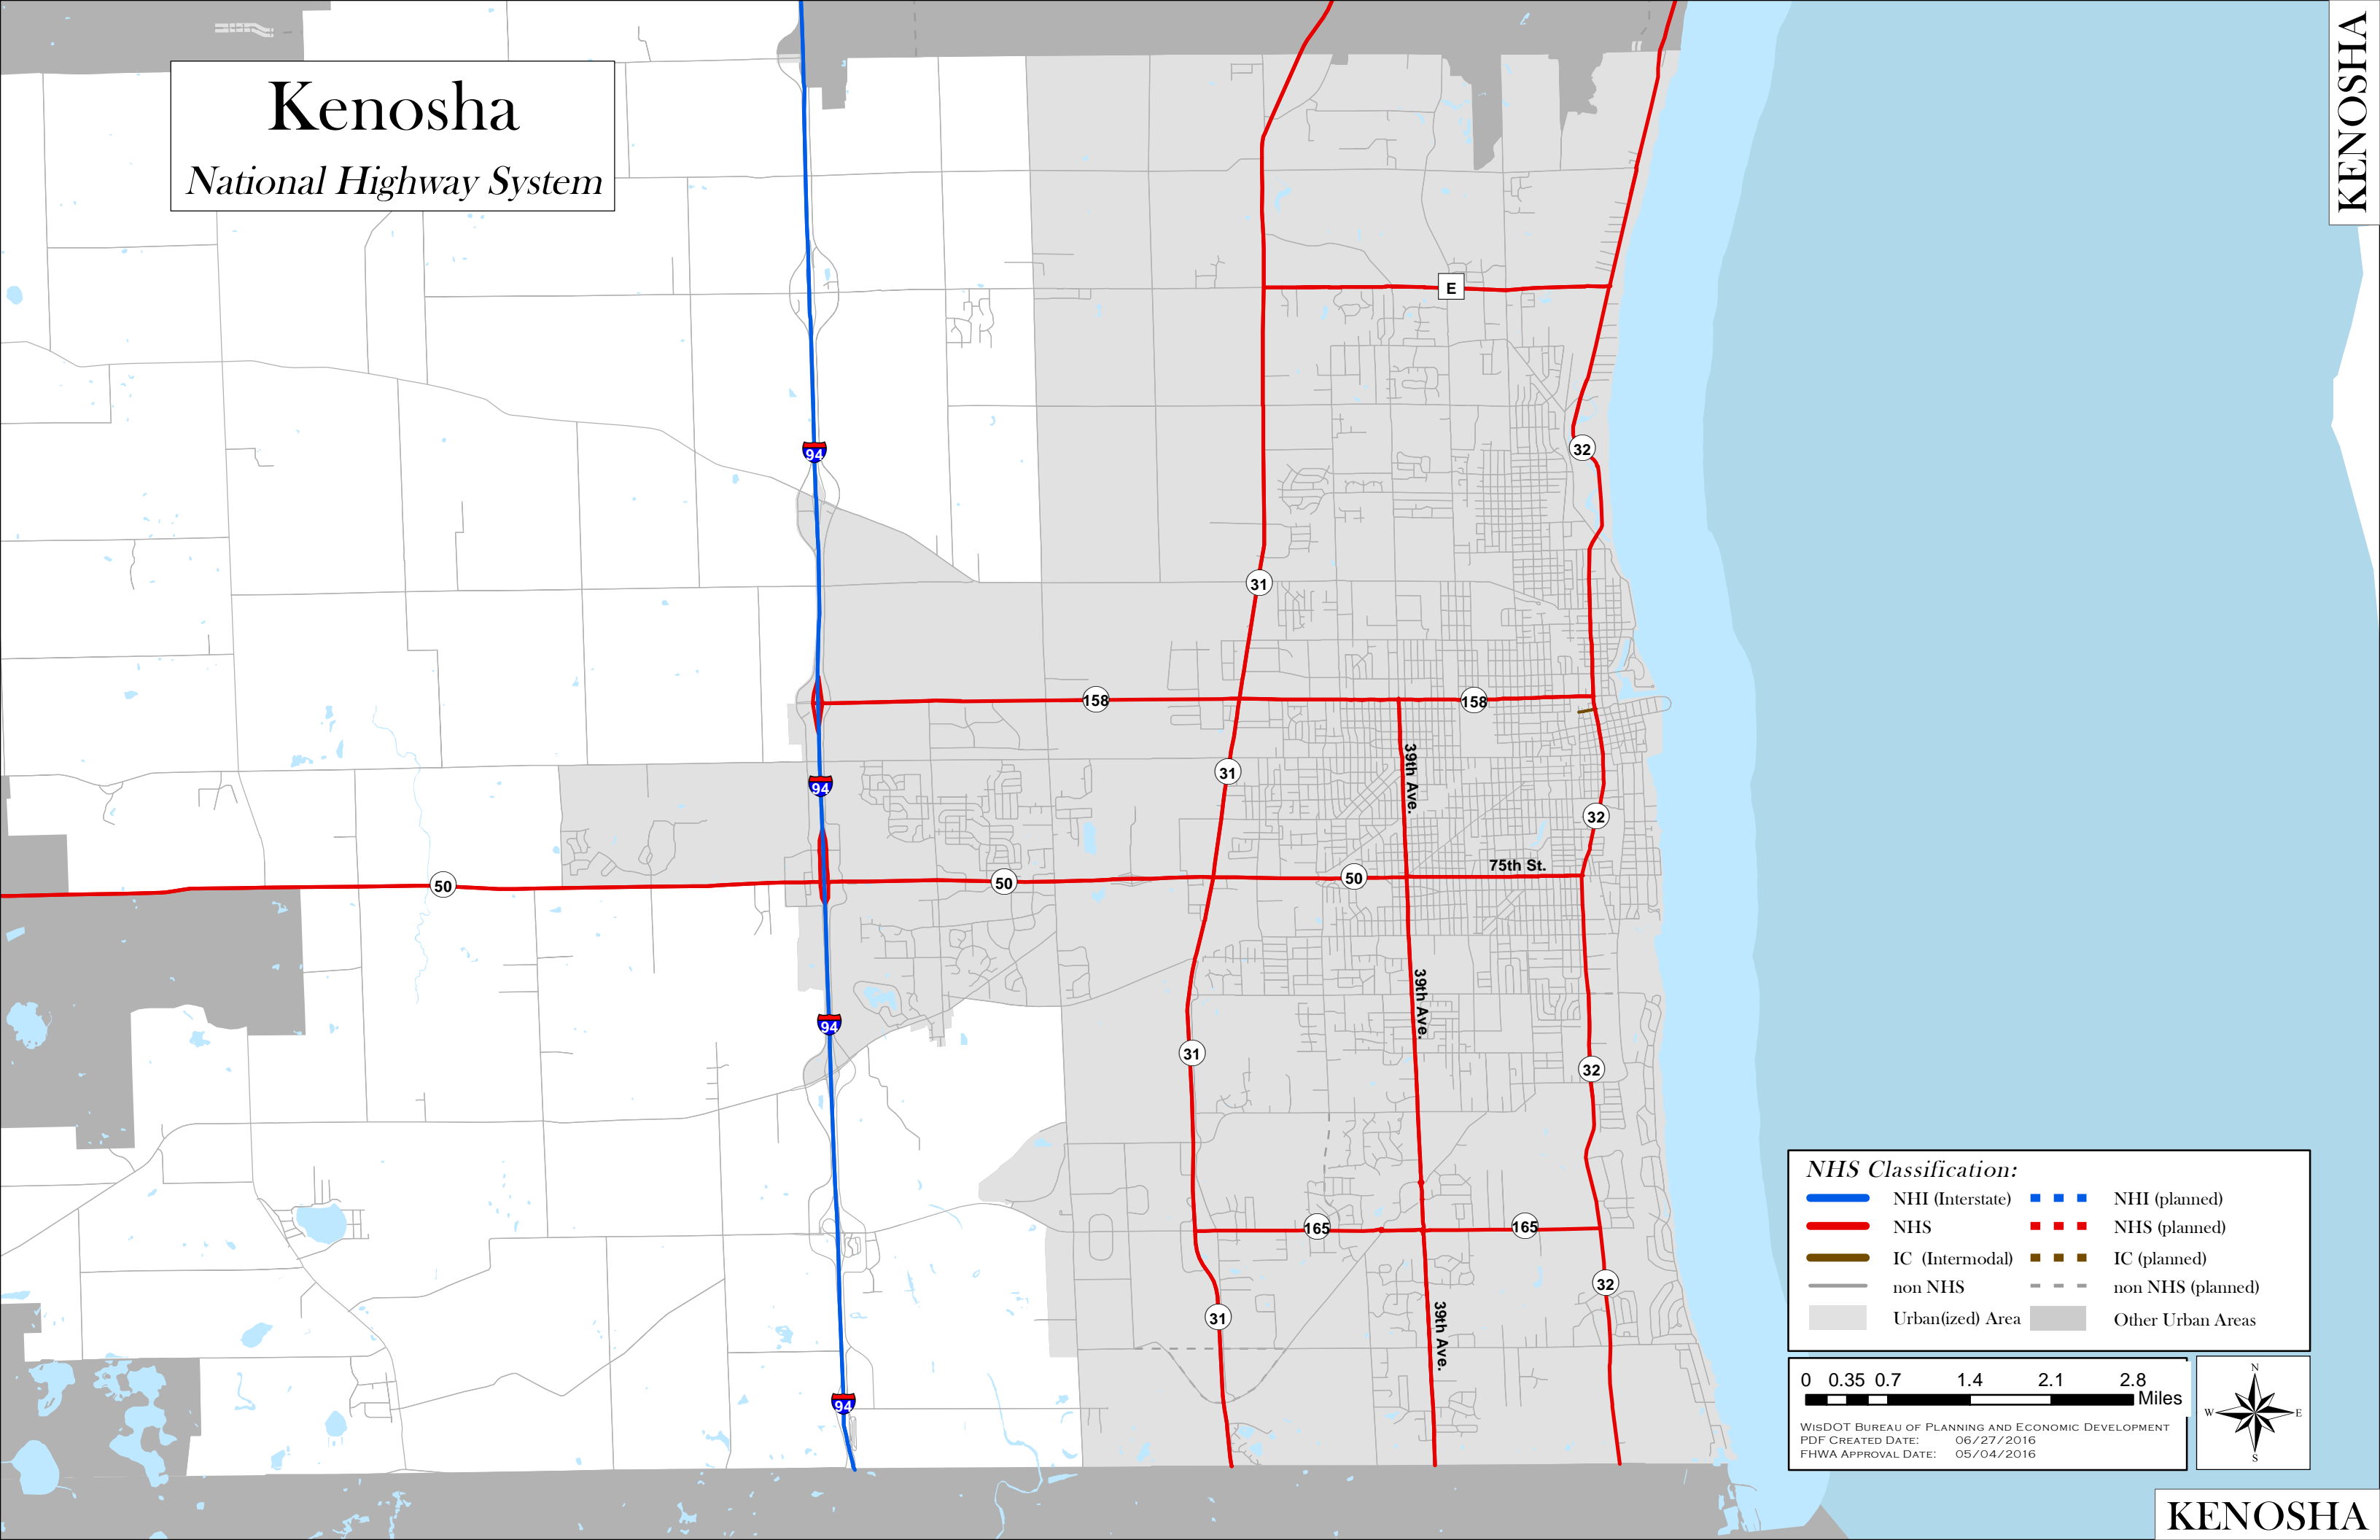 Kenosha
National Highway System
KENOSHA
E
94
32
31
158
158
39th Ave.
31
94
32
75th St.
50
50
50
39th Ave.
94
31
32
165
165
32
31
39th Ave.
94
NHS Classification:
NHI (Interstate)
NHI (planned)
NHS
NHS (planned)
IC (Intermodal)
IC (planned)
non NHS
non NHS (planned)
Urban(ized) Area
Other Urban Areas
0 0.35 0.7 1.4 2.1 2.8
Miles
WisDOT Bureau of Planning and Economic Development
PDF Created Date: 06/27/2016
FHWA Approval Date: 05/04/2016
N
W E
S
KENOSHA